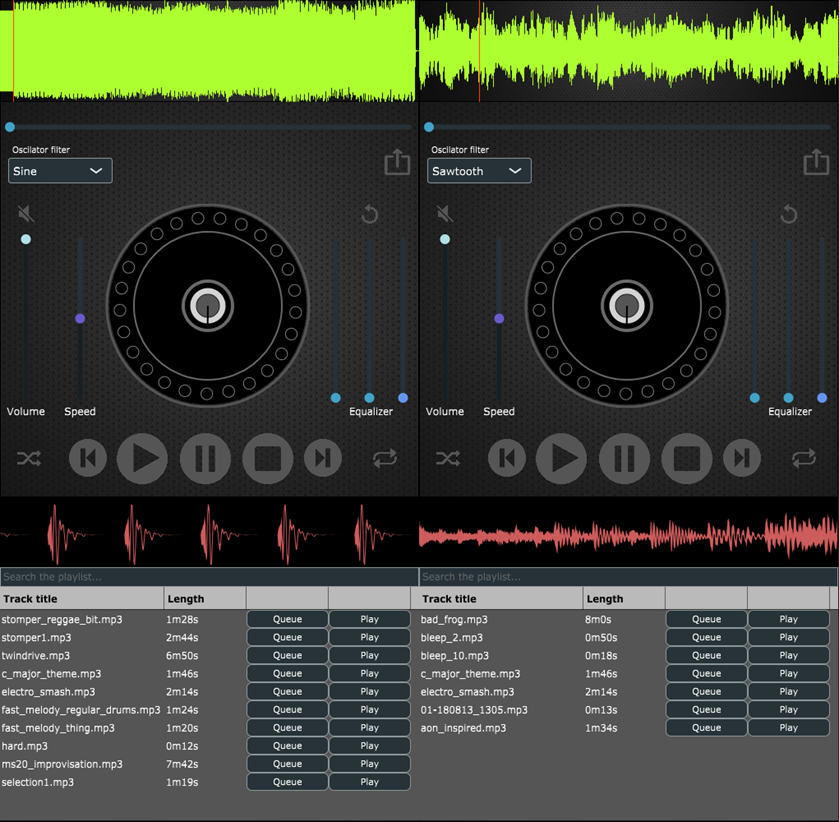 Oscilator filter
Sine
Volume
Speed
Equalizer
Oscilator filter
Sawtooth
Volume
Speed
Equalizer
Search the playlist...
Track title Length
stomper_reggae_bit.mp3 1m28s Queue Play
stomper1.mp3 2m44s Queue Play
twindrive.mp3 6m50s Queue Play
c_major_theme.mp3 1m46s Queue Play
electro_smash.mp3 2m14s Queue Play
fast_melody_regular_drums.mp3 1m24s Queue Play
fast_melody_thing.mp3 1m20s Queue Play
hard.mp3 0m12s Queue Play
ms20_improvisation.mp3 7m42s Queue Play
selection1.mp3 1m19s Queue Play
Search the playlist...
Track title Length
bad_frog.mp3 8m0s Queue Play
bleep_2.mp3 0m50s Queue Play
bleep_10.mp3 0m18s Queue Play
c_major_theme.mp3 1m46s Queue Play
electro_smash.mp3 2m14s Queue Play
01-180813_1305.mp3 0m13s Queue Play
aon_inspired.mp3 1m34s Queue Play